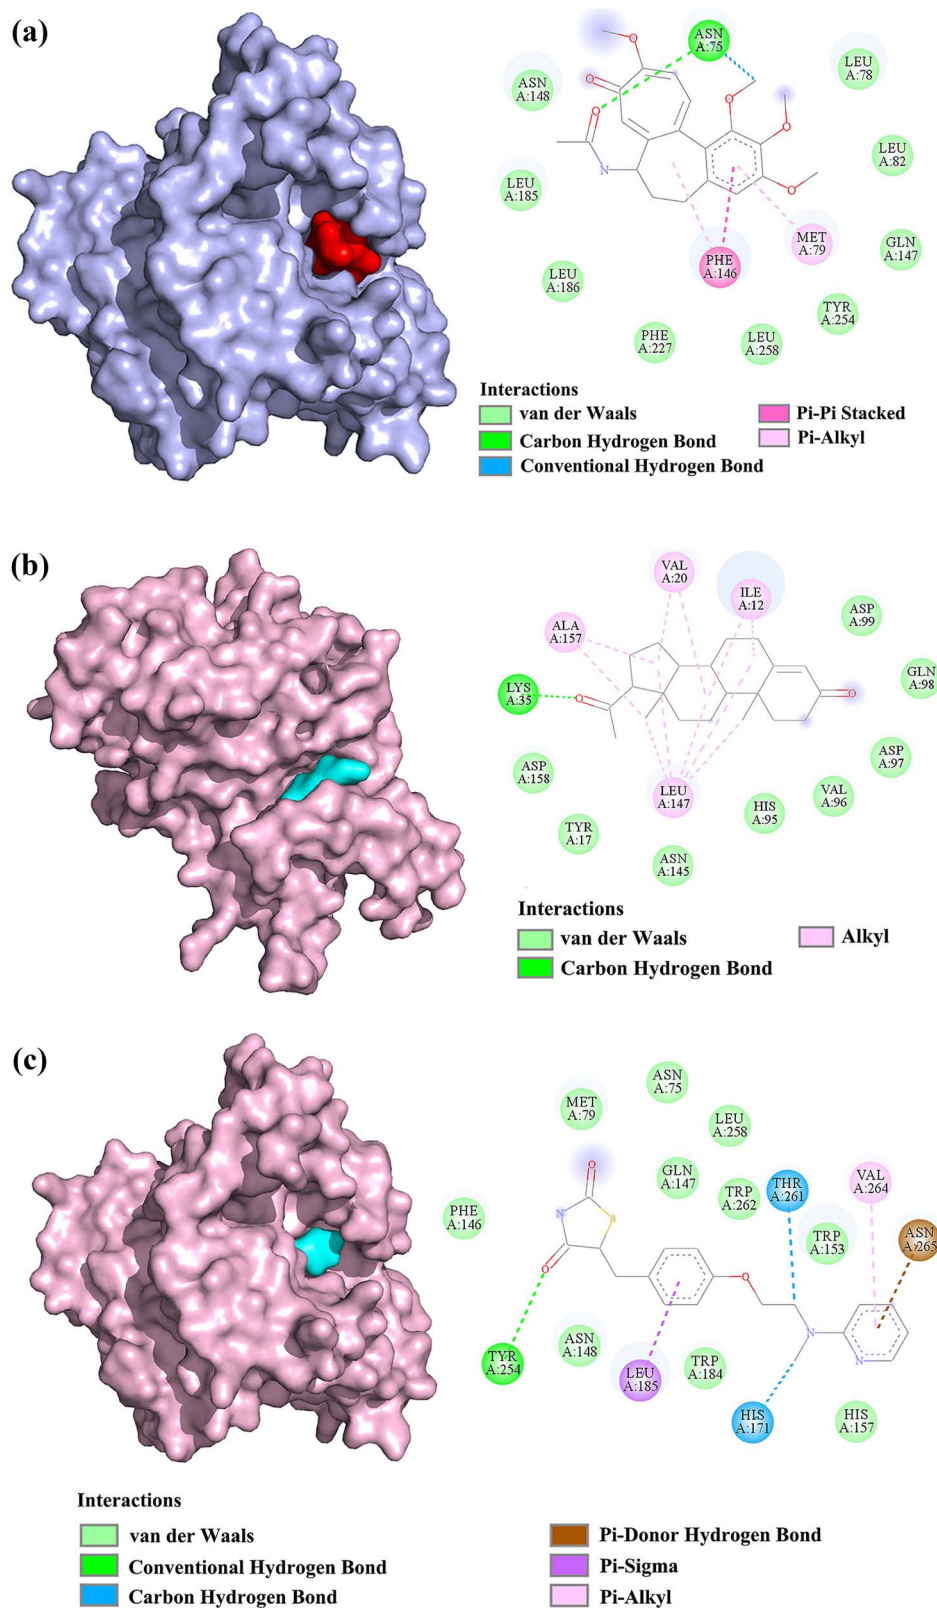 (a)
ASN
A:75
LEU
A:78
ASN
A:148
O
O
O
O
O
O
N
LEU
A:82
LEU
A:185
MET
A:79
GLN
A:147
PHE
A:146
LEU
A:186
TYR
A:254
PHE
A:227
LEU
A:258
Interactions
van der Waals
Pi-Pi Stacked
Carbon Hydrogen Bond
Pi-Alkyl
Conventional Hydrogen Bond
(b)
VAL
A:20
ILE
A:12
ASP
A:99
ALA
A:157
GLN
A:98
LYS
A:35
O
O
ASP
A:97
ASP
A:158
LEU
A:147
VAL
A:96
HIS
A:95
TYR
A:17
ASN
A:145
Interactions
van der Waals
Alkyl
Carbon Hydrogen Bond
(c)
ASN
A:75
MET
A:79
LEU
A:258
GLN
A:147
TRP
A:262
THR
A:261
VAL
A:264
PHE
A:146
O
N
S
TRP
A:153
ASN
A:265
O
O
N
N
TYR
A:254
ASN
A:148
LEU
A:185
TRP
A:184
HIS
A:171
HIS
A:157
Interactions
van der Waals
Pi-Donor Hydrogen Bond
Conventional Hydrogen Bond
Pi-Sigma
Carbon Hydrogen Bond
Pi-Alkyl